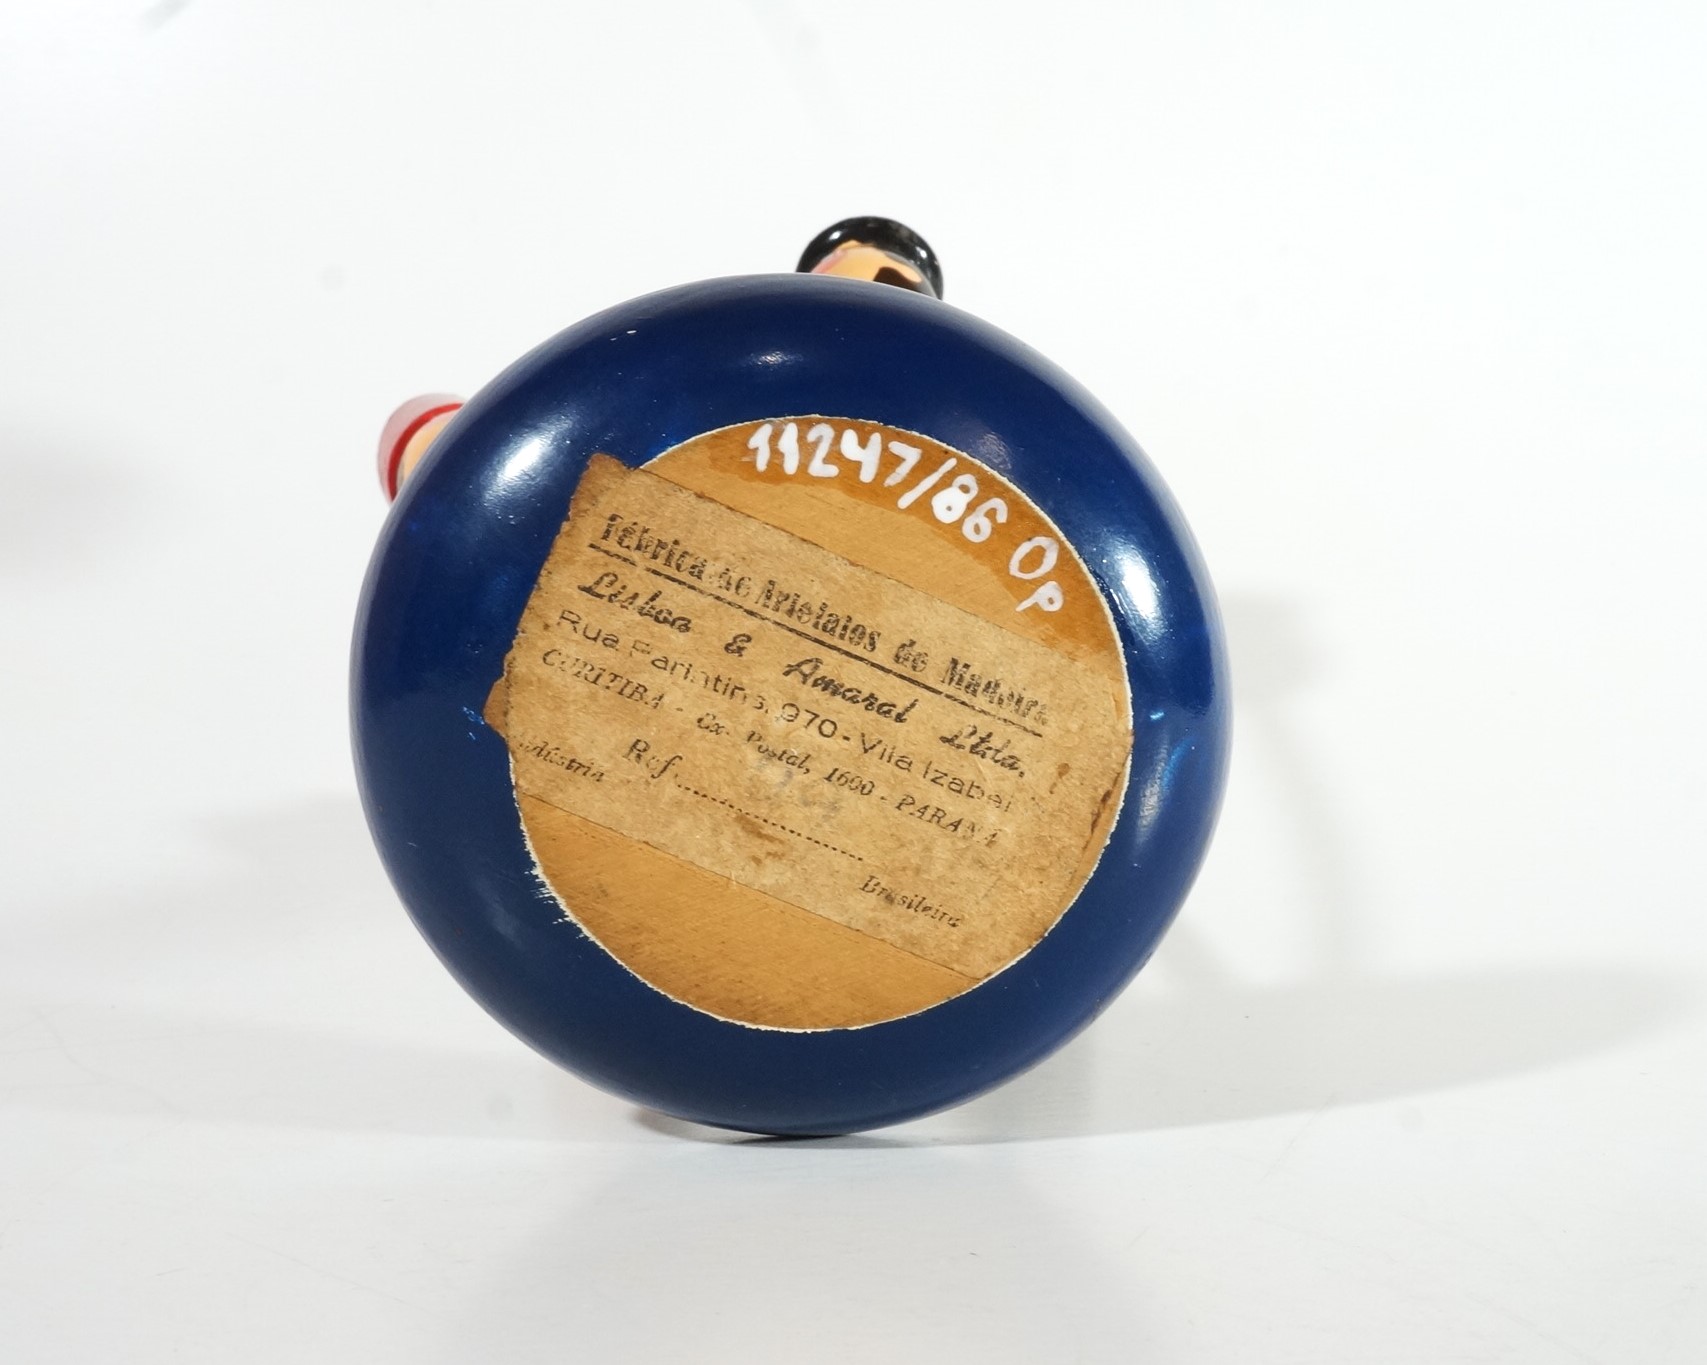 11247/86 Op
Fábrica de Artefatos de Madeira
Lisboa & Amaral Ltda.
Rua Parintins, 970 - Vila Izabel
CURITIBA - Cx. Postal, 1600 - PARANÁ
Ref.
Indústria Brasileira